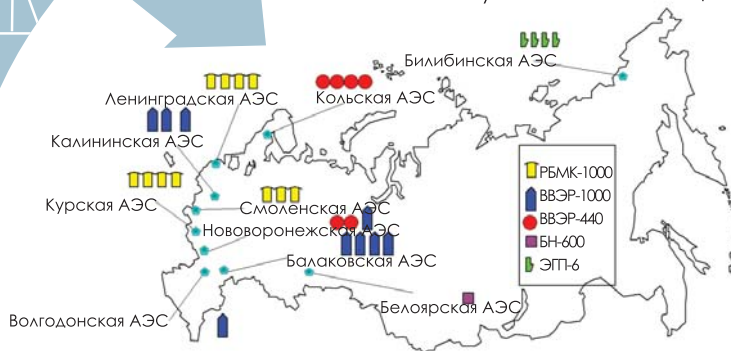 Билибинская АЭС
Ленинградская АЭС
Кольская АЭС
Калининская АЭС
Курская АЭС
Смоленская АЭС
Нововоронежская АЭС
Балаковская АЭС
Белоярская АЭС
Волгодонская АЭС
РБМК-1000
ВВЭР-1000
ВВЭР-440
БН-600
ЭГП-6